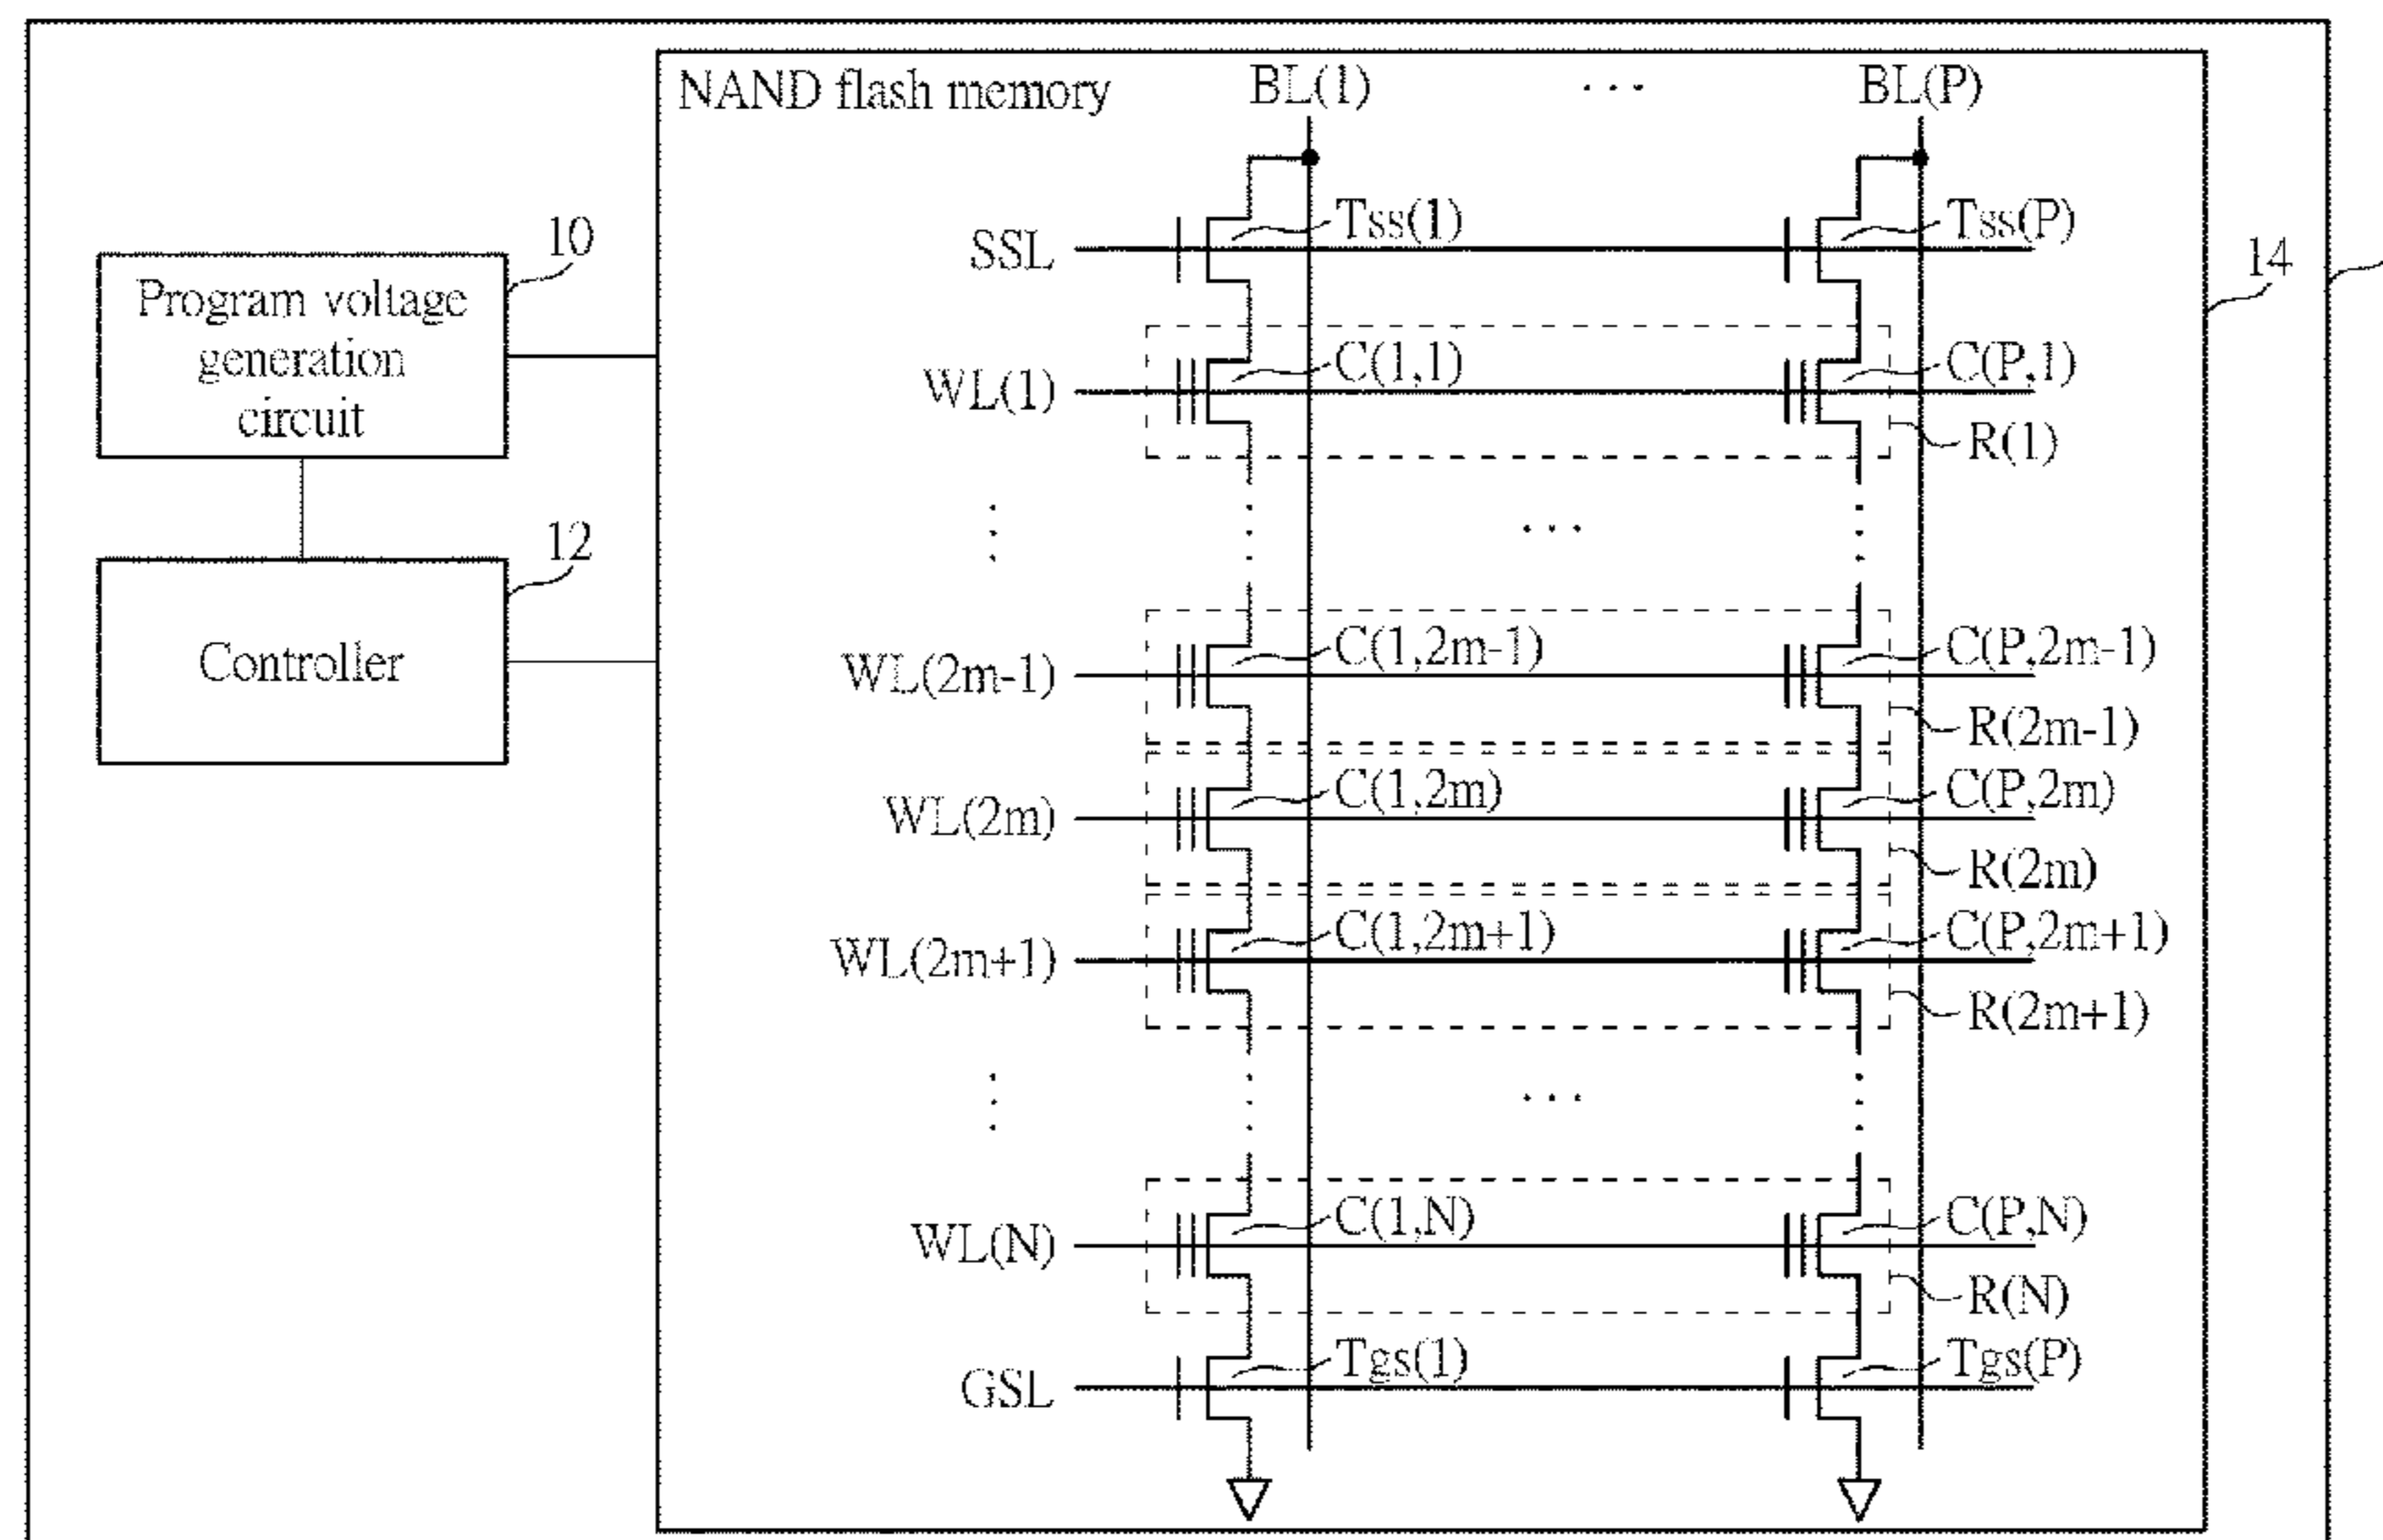 NAND flash memory
BL(1)
...
BL(P)
10
Program voltage
generation
circuit
SSL
Tss(1)
Tss(P)
14
WL(1)
C(1,1)
C(P,1)
R(1)
...
12
Controller
WL(2m-1)
C(1,2m-1)
C(P,2m-1)
R(2m-1)
WL(2m)
C(1,2m)
C(P,2m)
R(2m)
WL(2m+1)
C(1,2m+1)
C(P,2m+1)
R(2m+1)
...
WL(N)
C(1,N)
C(P,N)
R(N)
GSL
Tgs(1)
Tgs(P)